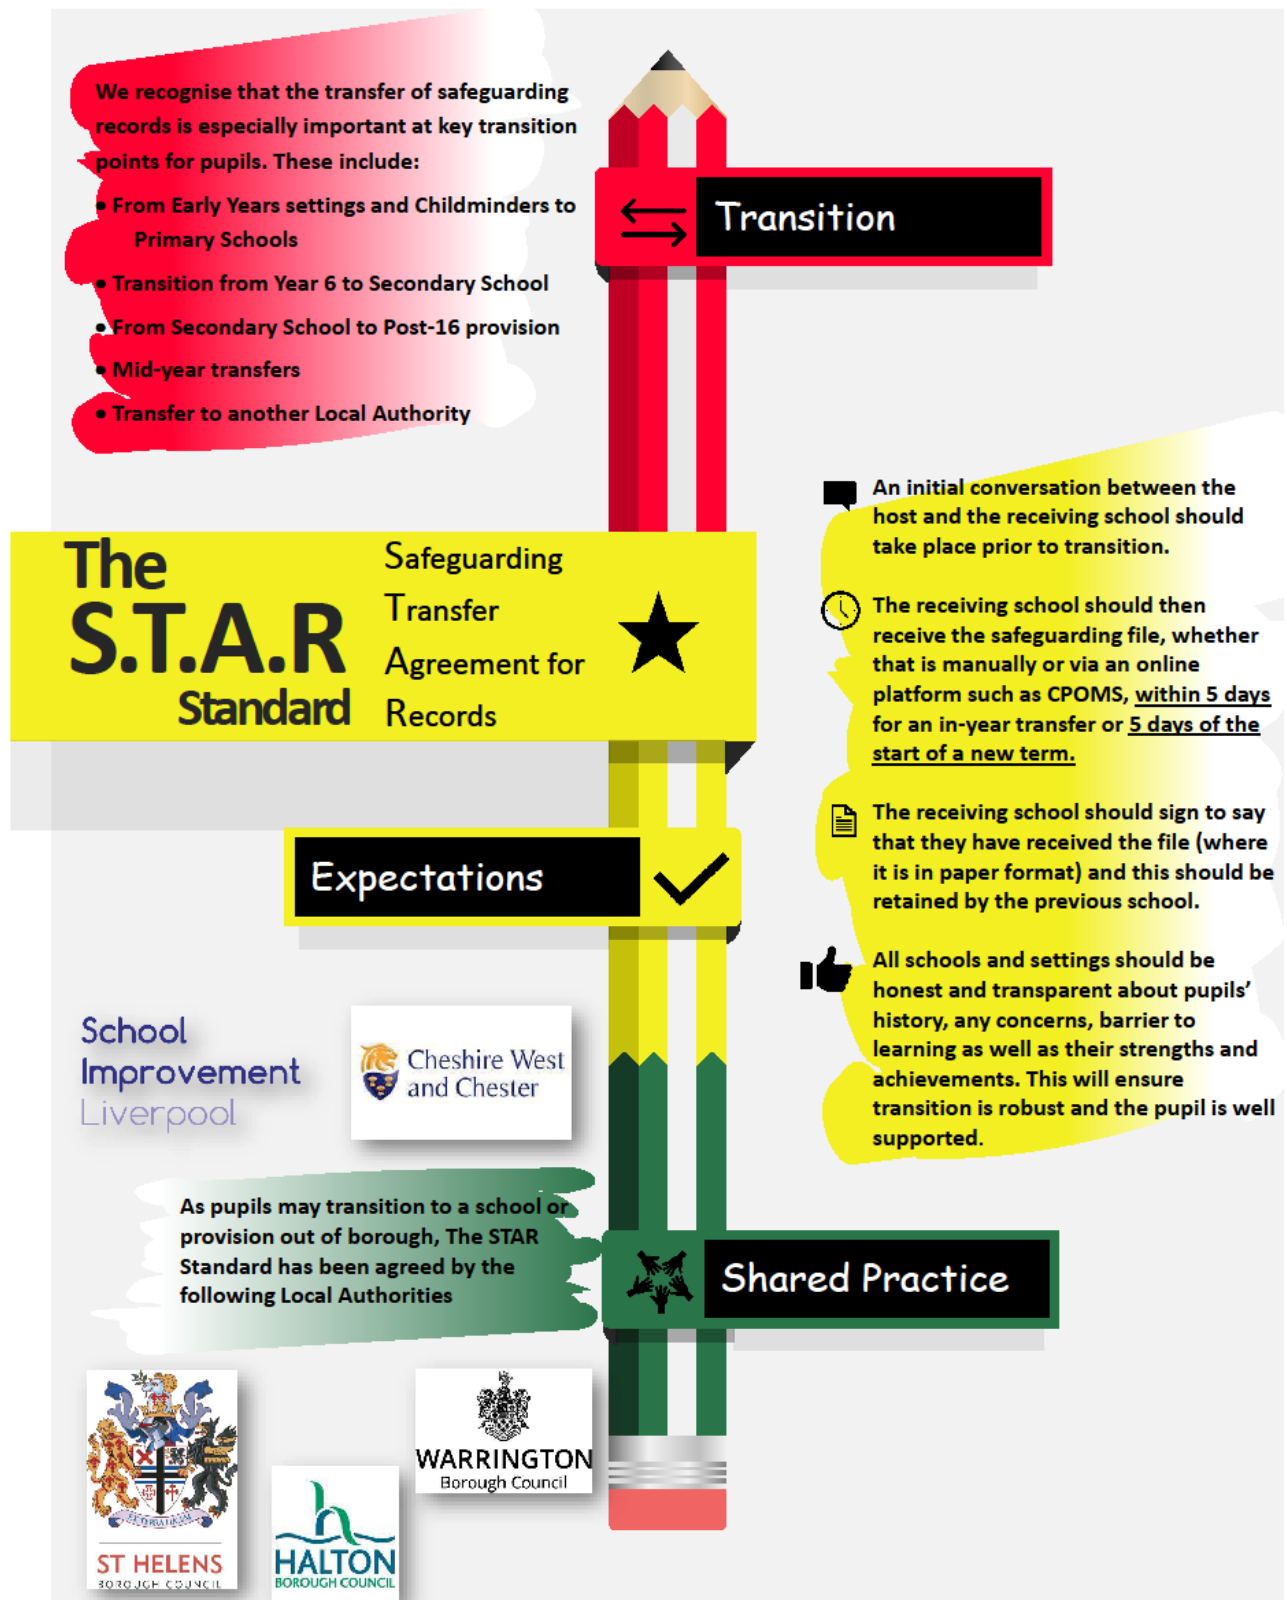 We recognise that the transfer of safeguarding
records is especially important at key transition
points for pupils. These include:
• From Early Years settings and Childminders to
Primary Schools
• Transition from Year 6 to Secondary School
• From Secondary School to Post-16 provision
• Mid-year transfers
• Transfer to another Local Authority
Transition
The
S.T.A.R
Standard
Safeguarding
Transfer
Agreement for
Records
An initial conversation between the
host and the receiving school should
take place prior to transition.
The receiving school should then
receive the safeguarding file, whether
that is manually or via an online
platform such as CPOMS, within 5 days
for an in-year transfer or 5 days of the
start of a new term.
The receiving school should sign to say
that they have received the file (where
it is in paper format) and this should be
retained by the previous school.
All schools and settings should be
honest and transparent about pupils’
history, any concerns, barrier to
learning as well as their strengths and
achievements. This will ensure
transition is robust and the pupil is well
supported.
Expectations
School
Improvement
Liverpool
Cheshire West
and Chester
As pupils may transition to a school or
provision out of borough, The STAR
Standard has been agreed by the
following Local Authorities
Shared Practice
ST HELENS
BOROUGH COUNCIL
HALTON
BOROUGH COUNCIL
WARRINGTON
Borough Council